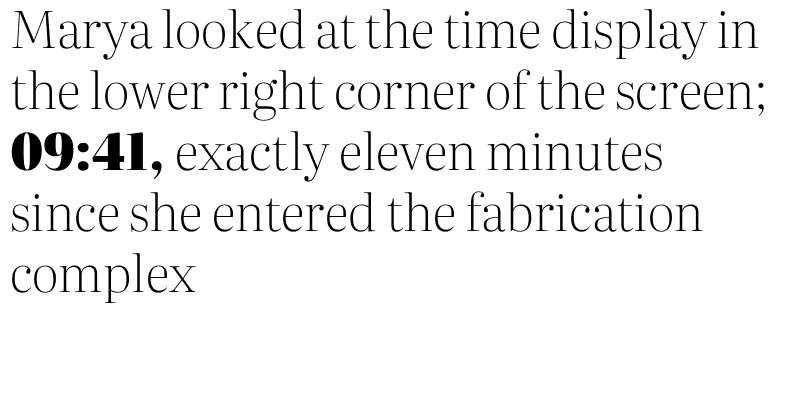 Marya looked at the time display in
the lower right corner of the screen;
09:41, exactly eleven minutes
since she entered the fabrication
complex